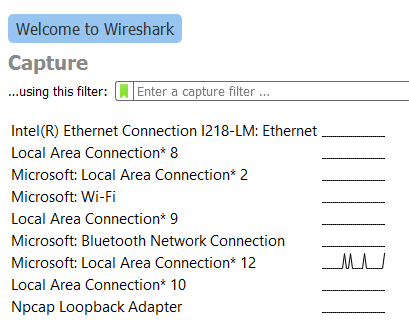 Welcome to Wireshark
Capture
...using this filter: Enter a capture filter ...
Intel(R) Ethernet Connection I218-LM: Ethernet
Local Area Connection* 8
Microsoft: Local Area Connection* 2
Microsoft: Wi-Fi
Local Area Connection* 9
Microsoft: Bluetooth Network Connection
Microsoft: Local Area Connection* 12
Local Area Connection* 10
Npcap Loopback Adapter